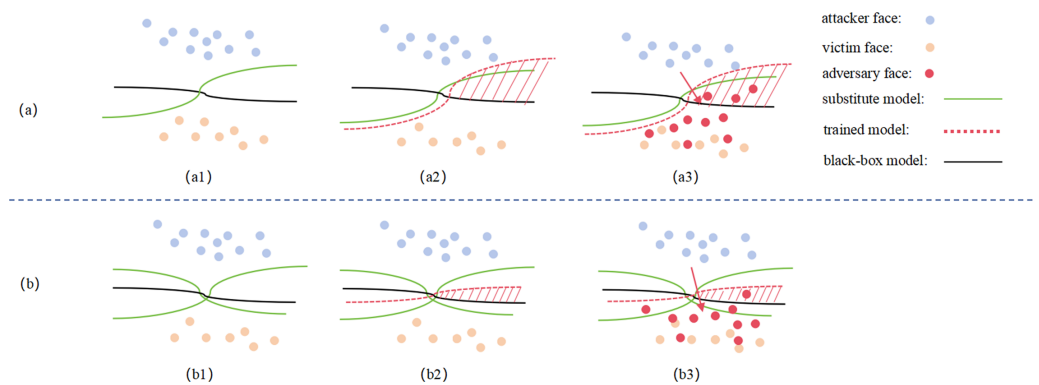 attacker face:
victim face:
adversary face:
substitute model:
trained model:
black-box model:
(a)
(a1)
(a2)
(a3)
(b)
(b1)
(b2)
(b3)